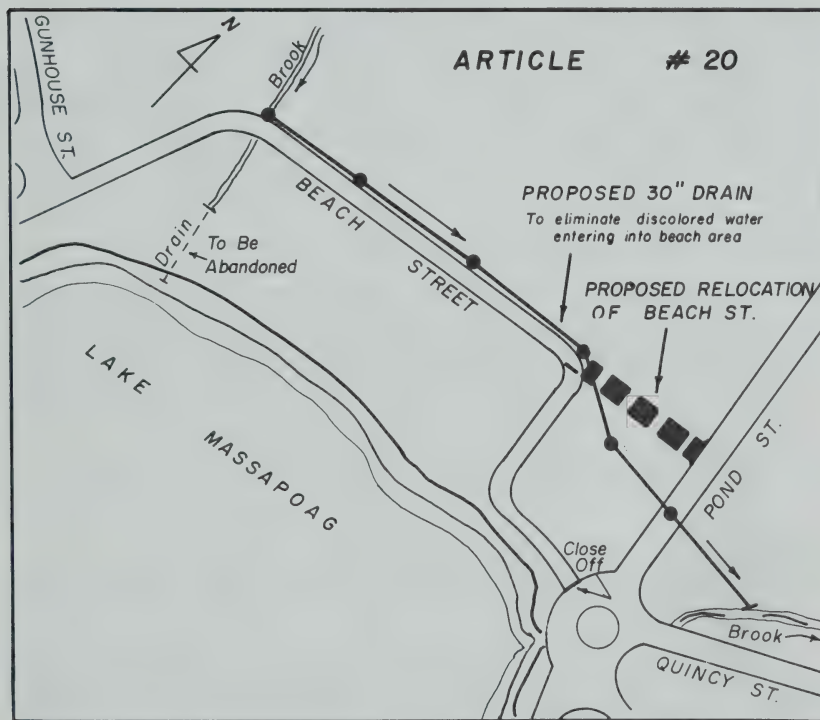 ARTICLE # 20
N
GUNHOUSE ST.
Brook
BEACH STREET
PROPOSED 30" DRAIN
To eliminate discolored water
entering into beach area
Drain
To Be
Abandoned
PROPOSED RELOCATION
OF BEACH ST.
LAKE MASSAPOAG
POND ST.
Close
Off
Brook
QUINCY ST.